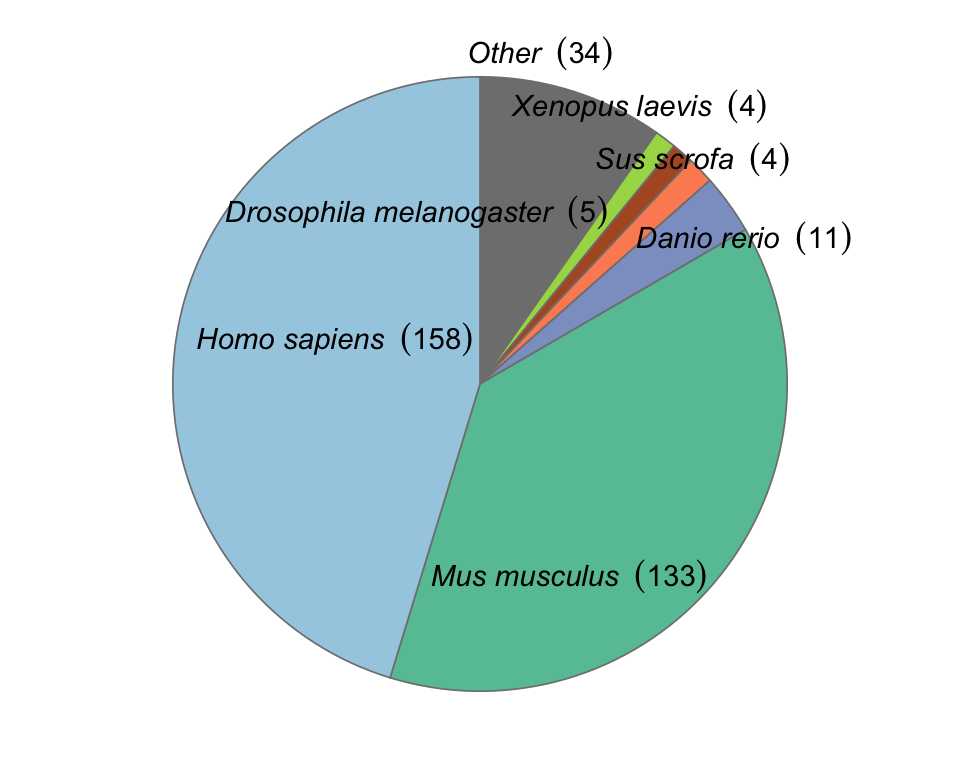 Other (34)
Xenopus laevis (4)
Sus scrofa (4)
Drosophila melanogaster (5)
Danio rerio (11)
Homo sapiens (158)
Mus musculus (133)